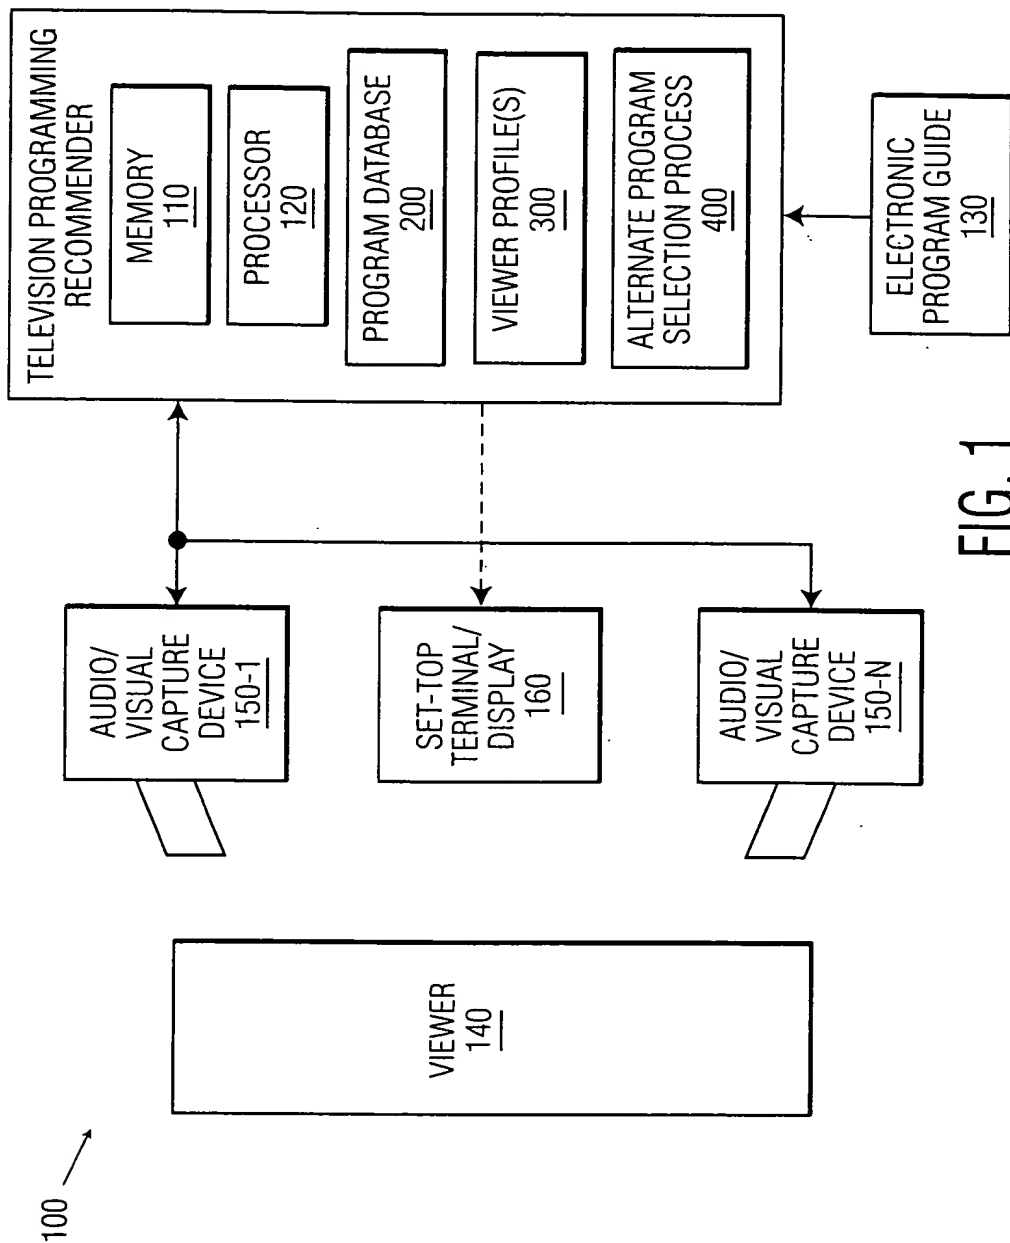 100
TELEVISION PROGRAMMING
RECOMMENDER
MEMORY
110
PROCESSOR
120
PROGRAM DATABASE
200
VIEWER PROFILE(S)
300
ALTERNATE PROGRAM
SELECTION PROCESS
400
ELECTRONIC
PROGRAM GUIDE
130
AUDIO/
VISUAL
CAPTURE
DEVICE
150-1
SET-TOP
TERMINAL/
DISPLAY
160
AUDIO/
VISUAL
CAPTURE
DEVICE
150-N
VIEWER
140
FIG. 1